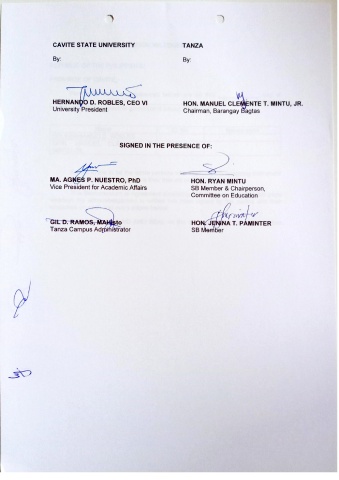 CAVITE STATE UNIVERSITY TANZA
By: By:
HERNANDO D. ROBLES, CEO VI HON. MANUEL CLEMENTE T. MINTU, JR.
University President Chairman, Barangay Bagtas
SIGNED IN THE PRESENCE OF:
MA. AGNES P. NUESTRO, PhD HON. RYAN MINTU
Vice President for Academic Affairs SB Member & Chairperson,
Committee on Education
GIL D. RAMOS, HON. JENINA T. PAMINTER
Tanza Campus Administrator SB Member